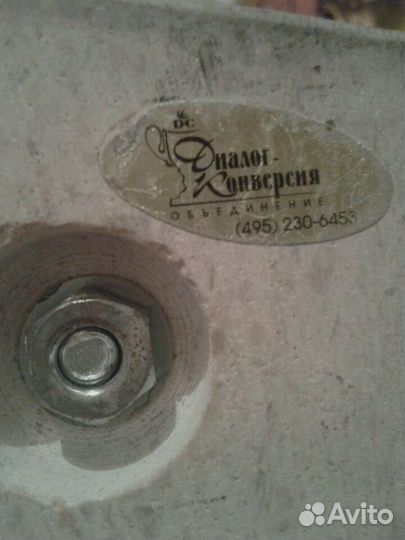 DC
Диалог-
Конверсия
ОБЪЕДИНЕНИЕ
(495) 230-6453
Avito